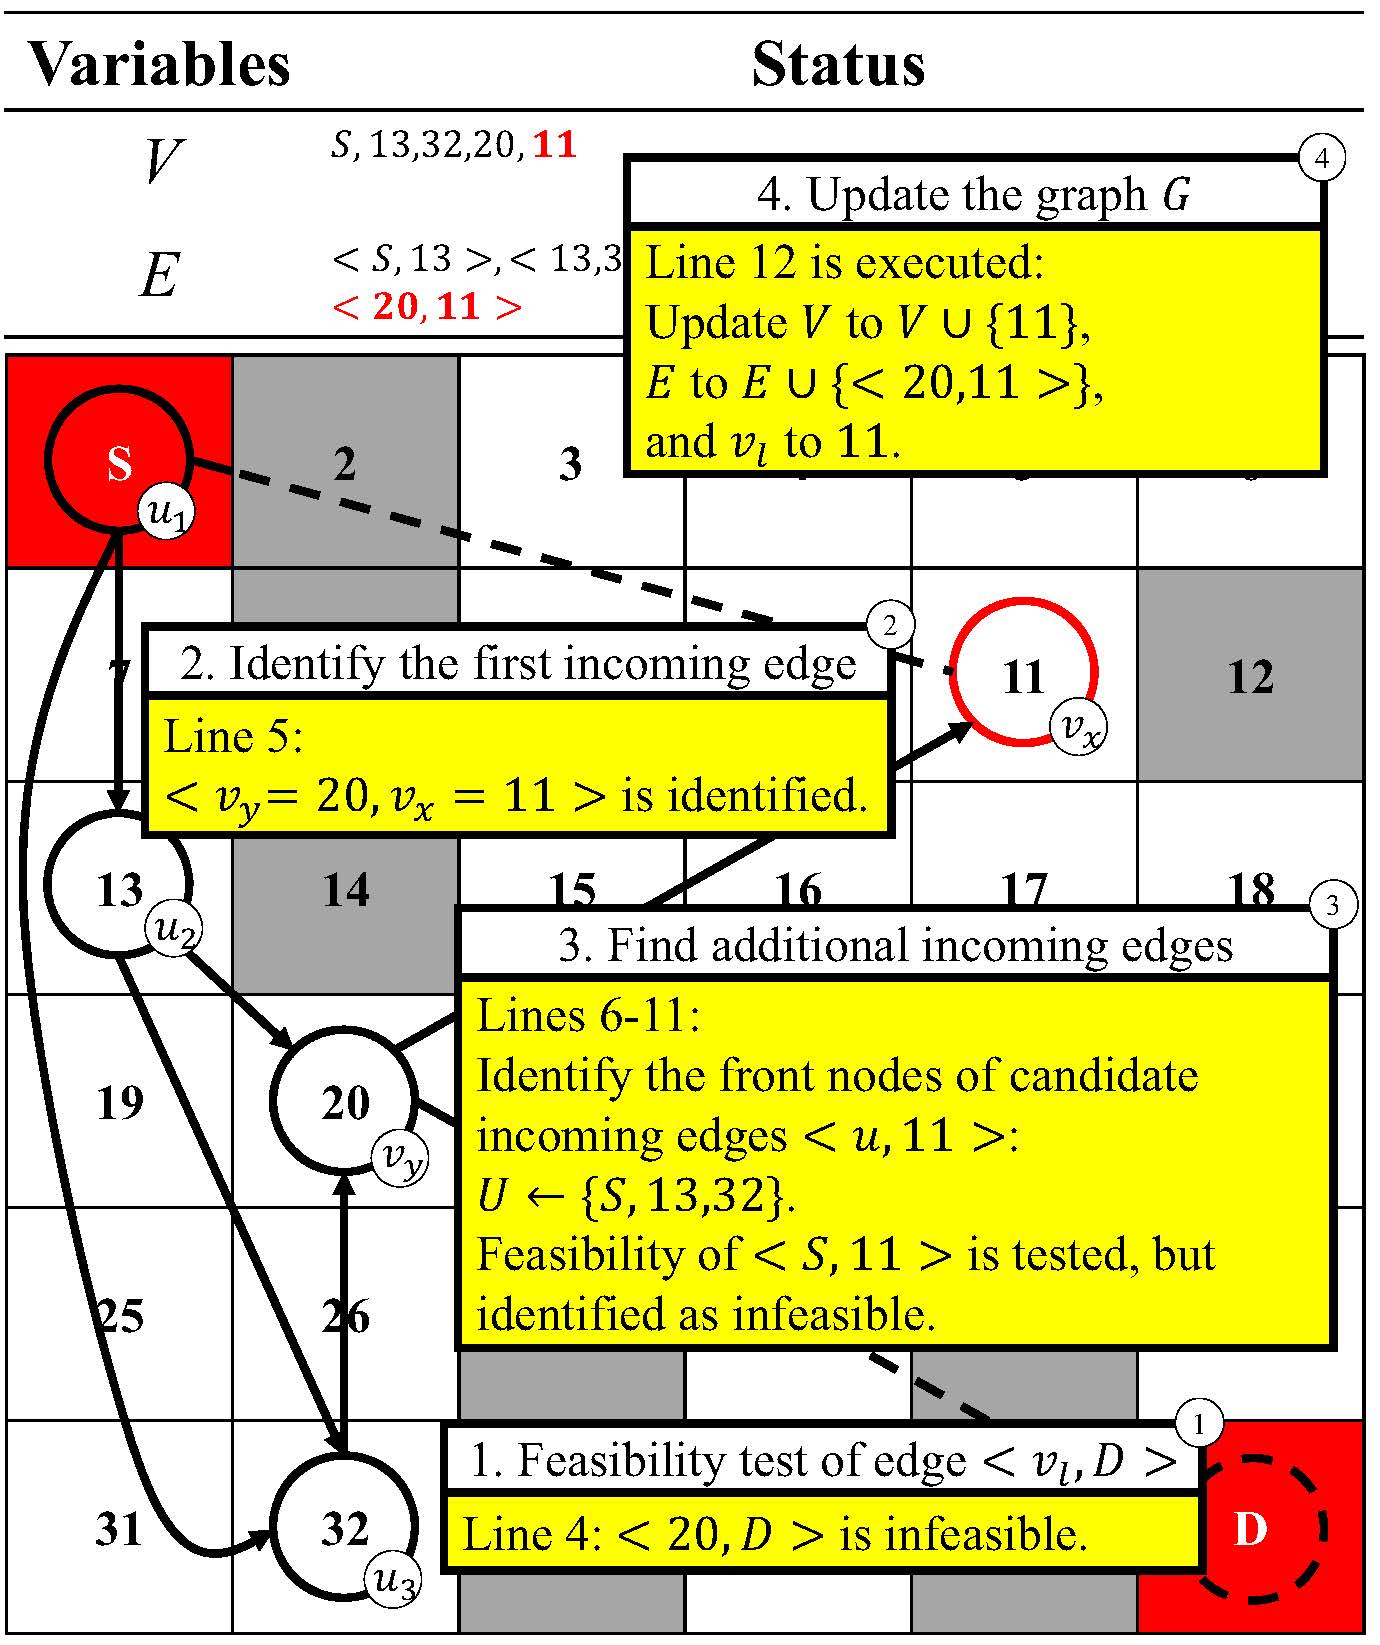 Variables Status
V S, 13,32,20, 11
4
4. Update the graph G
E < S, 13 >, < 13,3
< 20, 11 >
Line 12 is executed:
Update V to V ∪ {11},
E to E ∪ {< 20,11 >},
and v_l to 11.
S 2 3
u_1
2
2. Identify the first incoming edge
7 11 12
v_x
Line 5:
< v_y = 20, v_x = 11 > is identified.
13 14 15 16 17 18
u_2
3
3. Find additional incoming edges
Lines 6-11:
Identify the front nodes of candidate
incoming edges < u, 11 >:
U ← {S, 13,32}.
Feasibility of < S, 11 > is tested, but
identified as infeasible.
19 20
v_y
25 26
1
1. Feasibility test of edge < v_l, D >
Line 4: < 20, D > is infeasible.
31 32 D
u_3